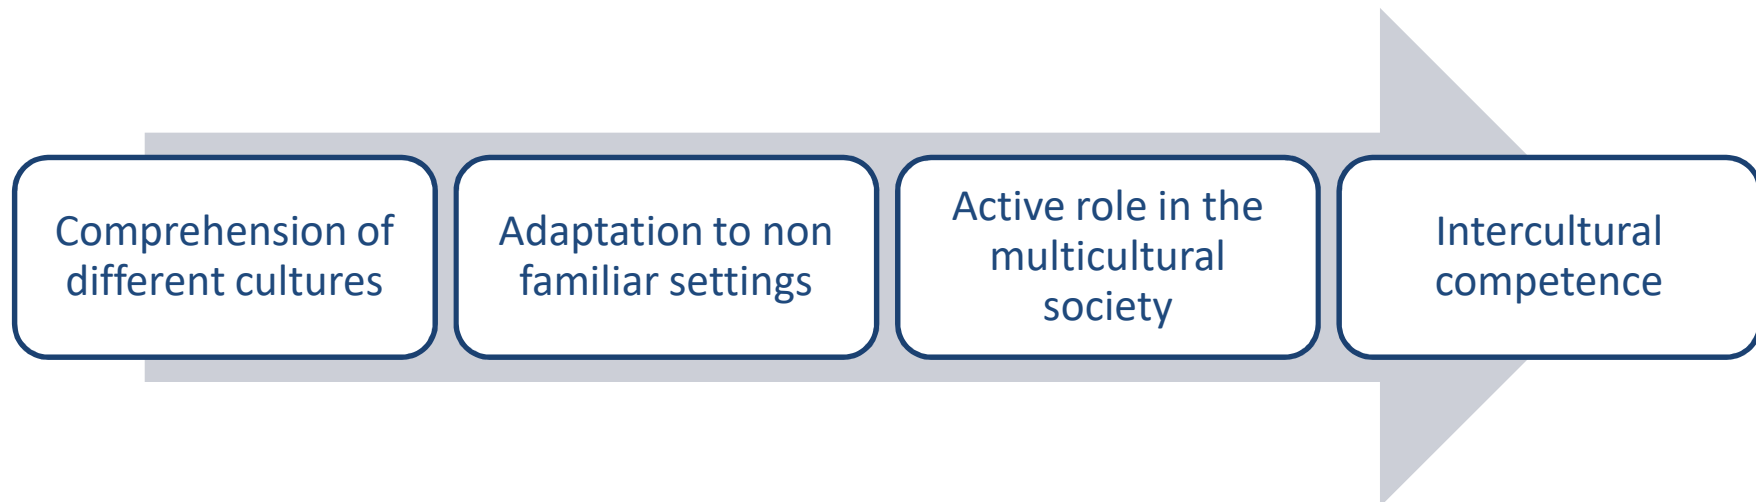 Comprehension of
different cultures
Adaptation to non
familiar settings
Active role in the
multicultural
society
Intercultural
competence